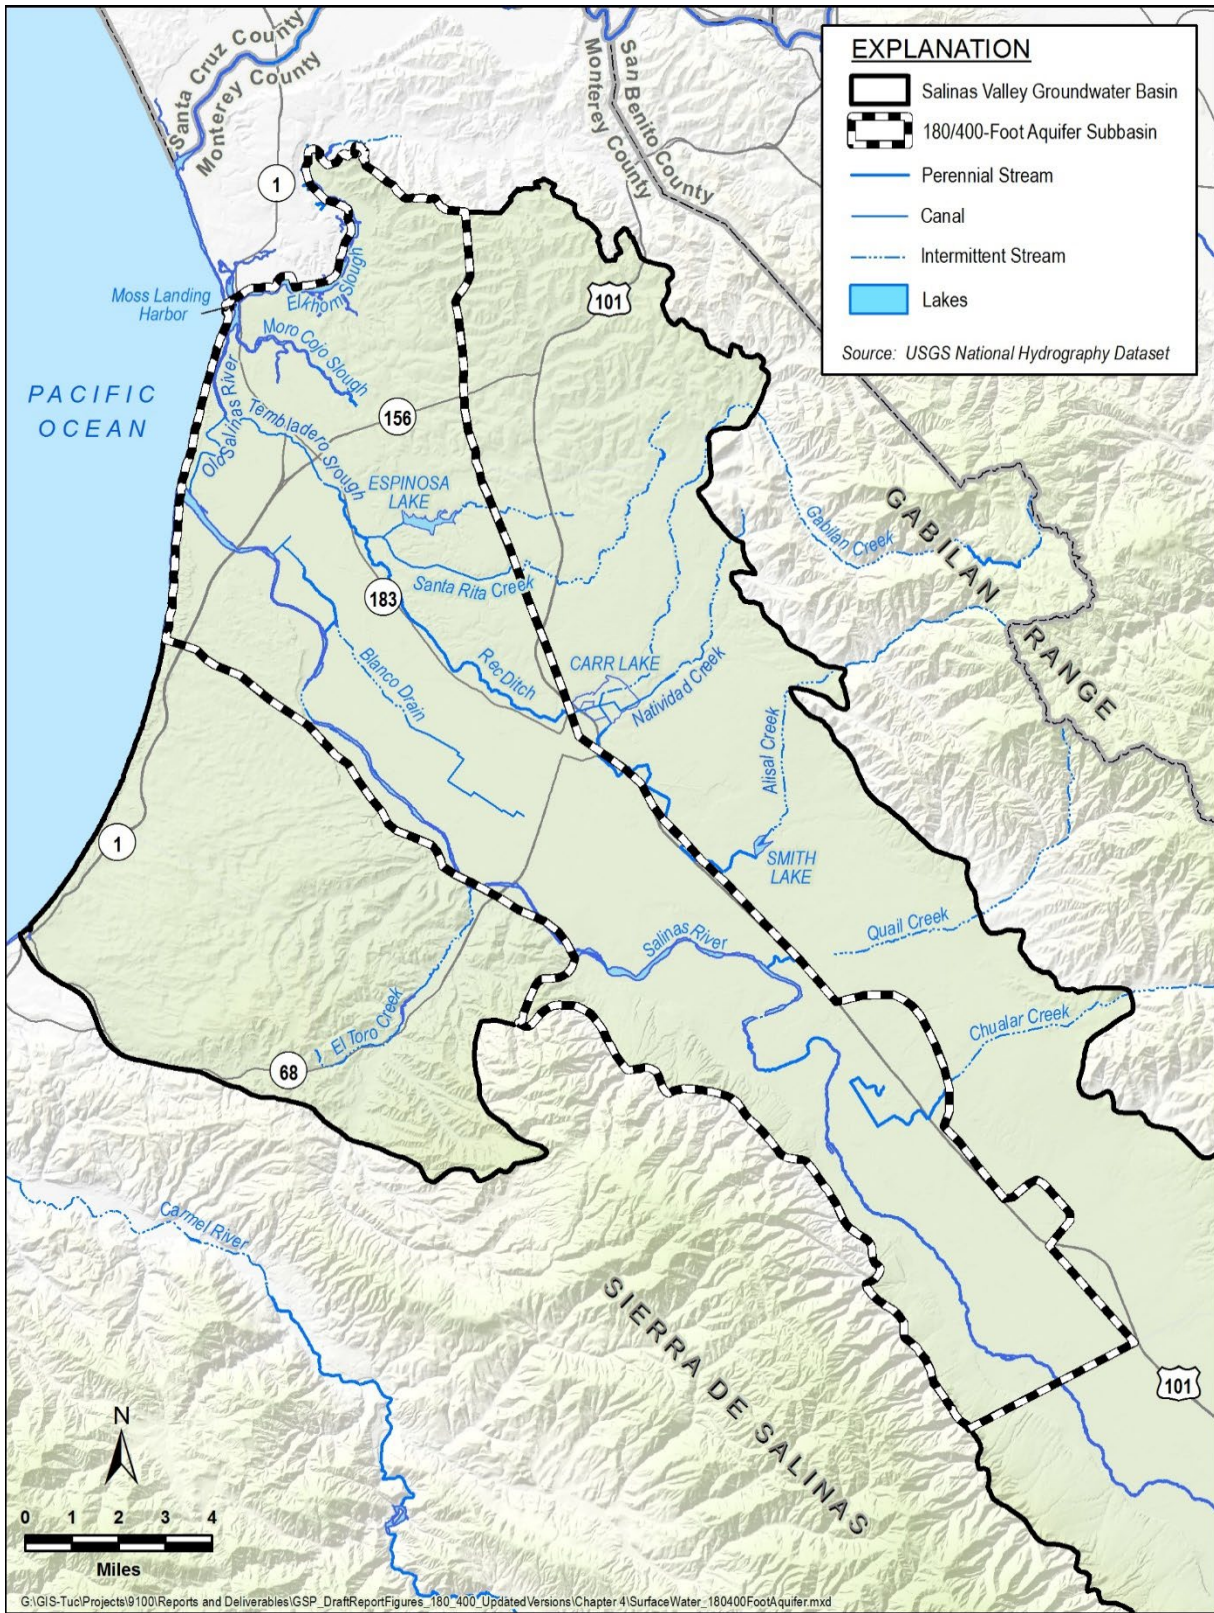 Santa Cruz County
Monterey County
San Benito County
Monterey County
EXPLANATION
Salinas Valley Groundwater Basin
180/400-Foot Aquifer Subbasin
Perennial Stream
Canal
Intermittent Stream
Lakes
Source: USGS National Hydrography Dataset
1
101
Moss Landing
Harbor
Elkhorn Slough
Moro Cojo Slough
PACIFIC
OCEAN
Old Salinas River
156
Tembladero Slough
ESPINOSA
LAKE
Gabilan Creek
GABILAN RANGE
183
Santa Rita Creek
Blanco Drain
Rec Ditch
CARR LAKE
Natividad Creek
Alisal Creek
1
SMITH
LAKE
Quail Creek
Salinas River
Chualar Creek
El Toro Creek
68
Carmel River
SIERRA DE SALINAS
101
N
0 1 2 3 4
Miles
G:\GIS-Tuc\Projects\9100\Reports and Deliverables\GSP_DraftReportFigures_180_400_UpdatedVersions\Chapter 4\SurfaceWater_180400FootAquifer.mxd